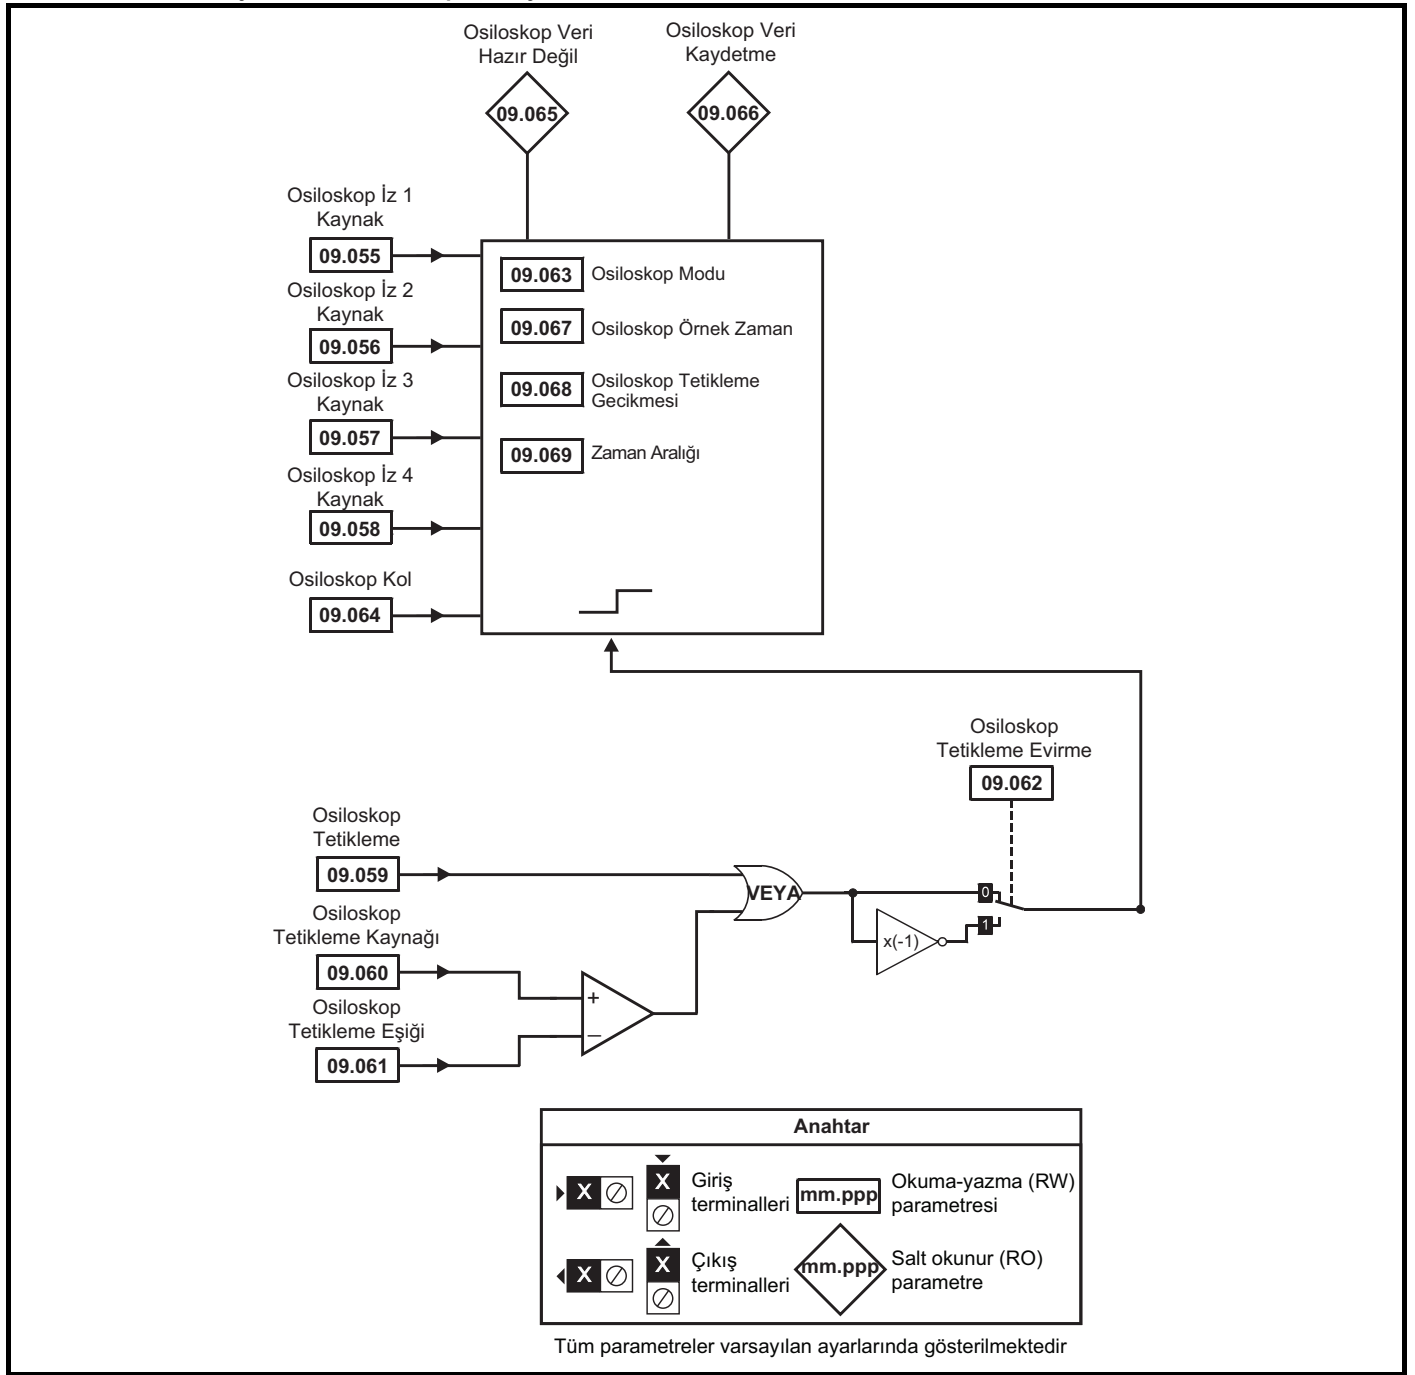 Osiloskop Veri
Hazır Değil
09.065
Osiloskop Veri
Kaydetme
09.066
Osiloskop İz 1
Kaynak
09.055
Osiloskop İz 2
Kaynak
09.056
Osiloskop İz 3
Kaynak
09.057
Osiloskop İz 4
Kaynak
09.058
Osiloskop Kol
09.064
09.063 Osiloskop Modu
09.067 Osiloskop Örnek Zaman
09.068 Osiloskop Tetikleme
Gecikmesi
09.069 Zaman Aralığı
Osiloskop
Tetikleme Evirme
09.062
Osiloskop
Tetikleme
09.059
Osiloskop
Tetikleme Kaynağı
09.060
Osiloskop
Tetikleme Eşiği
09.061
+
–
VEYA
x(-1)
0
1
Anahtar
X
X
Giriş
terminalleri
mm.ppp
Okuma-yazma (RW)
parametresi
X
X
Çıkış
terminalleri
mm.ppp
Salt okunur (RO)
parametre
Tüm parametreler varsayılan ayarlarında gösterilmektedir